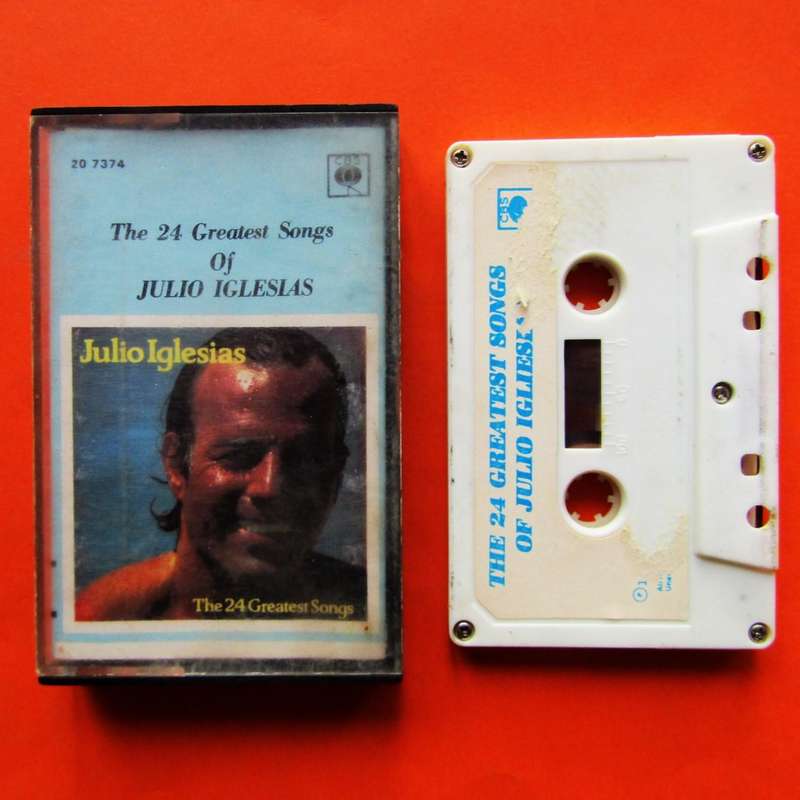 20 7374
CBS
The 24 Greatest Songs
Of
JULIO IGLESIAS
Julio Iglesias
The 24 Greatest Songs
CBS
THE 24 GREATEST SONGS
OF JULIO IGLIESI